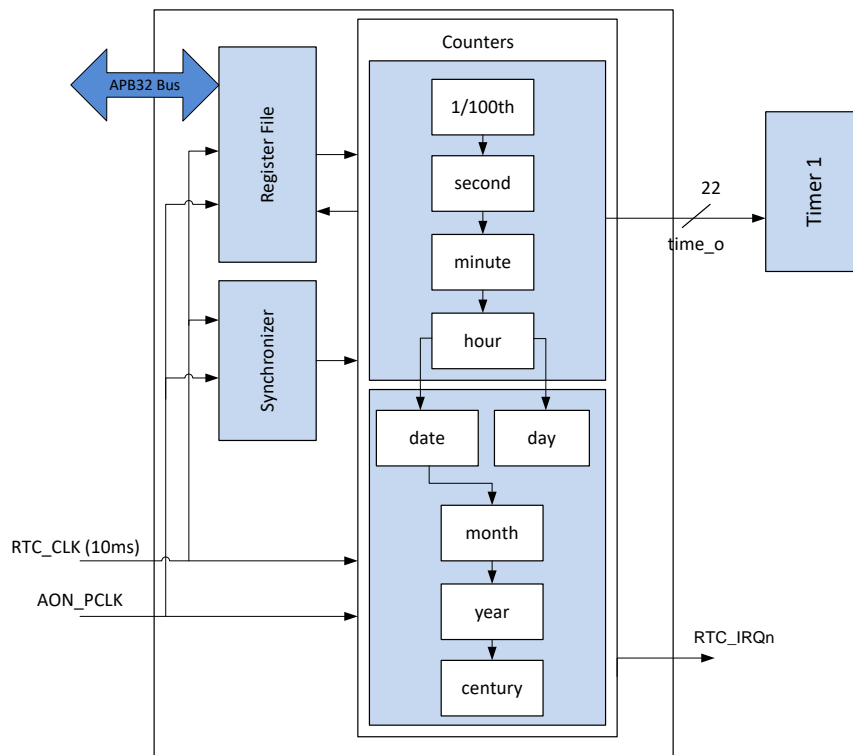 Counters
APB32 Bus
Register File
1/100th
second
minute
hour
22
time_o
Timer 1
Synchronizer
date
day
month
year
century
RTC_CLK (10ms)
AON_PCLK
RTC_IRQn